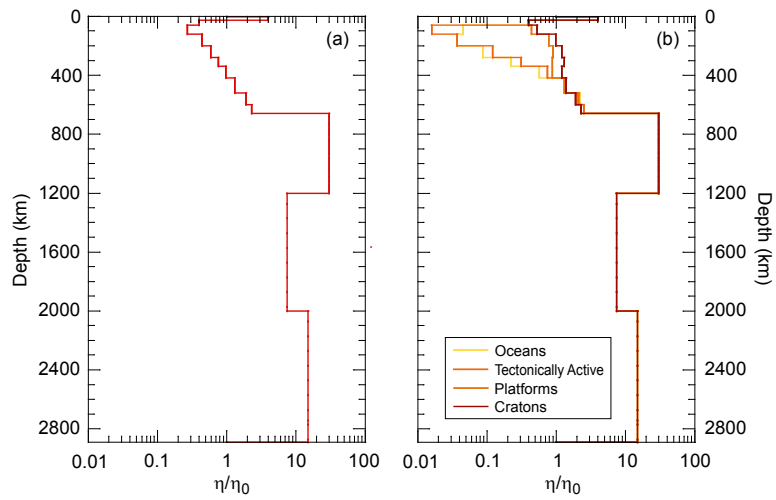 0
400
800
1200
1600
2000
2400
2800
Depth (km)
(a)
0.01
0.1
1
10
100
η/η0
(b)
0
400
800
1200
1600
2000
2400
2800
Depth (km)
Oceans
Tectonically Active
Platforms
Cratons
0.01
0.1
1
10
100
η/η0